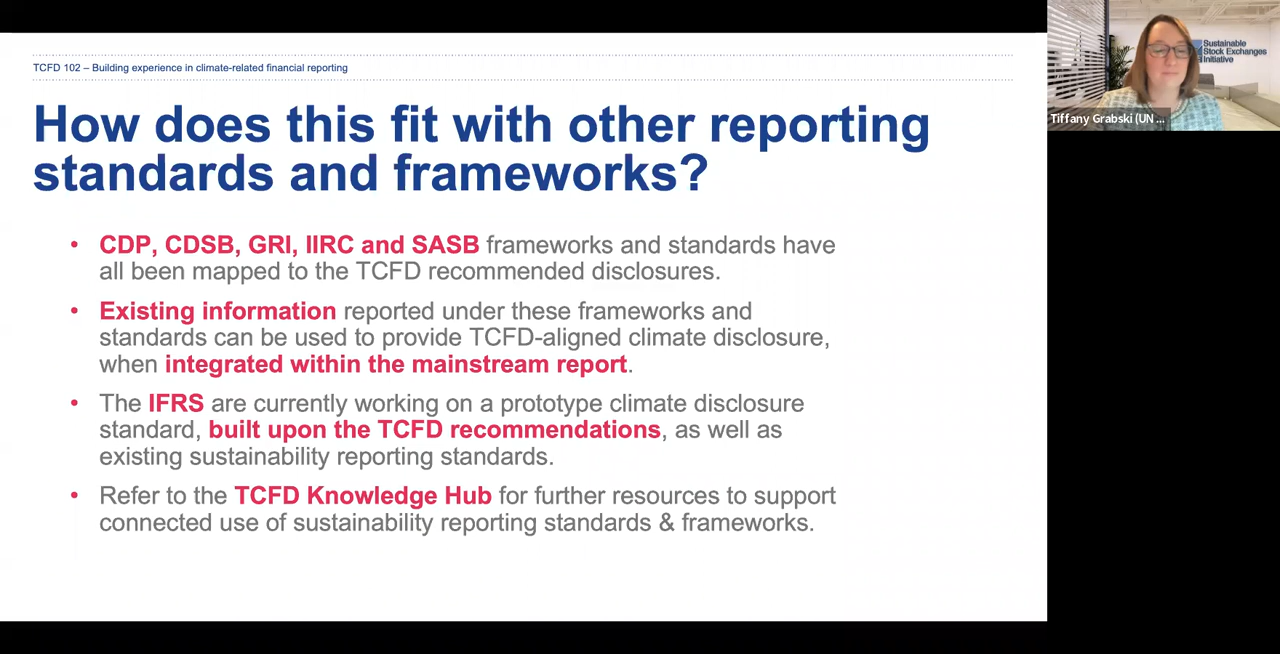 TCFD 102 – Building experience in climate-related financial reporting
How does this fit with other reporting
standards and frameworks?
• CDP, CDSB, GRI, IIRC and SASB frameworks and standards have
all been mapped to the TCFD recommended disclosures.
• Existing information reported under these frameworks and
standards can be used to provide TCFD-aligned climate disclosure,
when integrated within the mainstream report.
• The IFRS are currently working on a prototype climate disclosure
standard, built upon the TCFD recommendations, as well as
existing sustainability reporting standards.
• Refer to the TCFD Knowledge Hub for further resources to support
connected use of sustainability reporting standards & frameworks.
Sustainable
Stock Exchanges
Initiative
Tiffany Grabski (UN ...